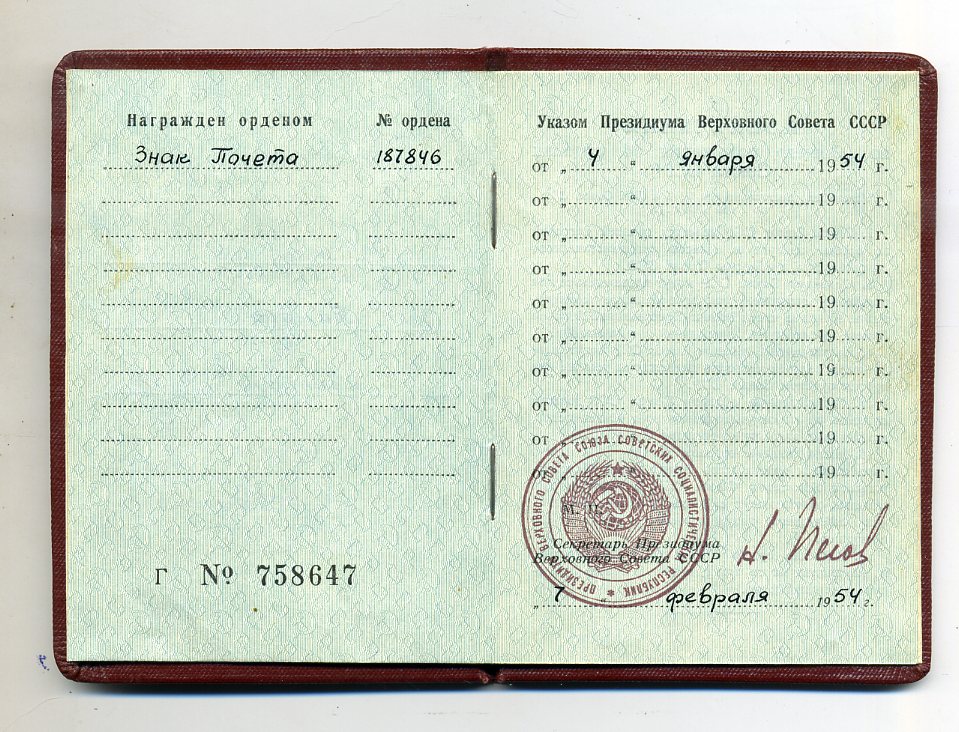 Награжден орденом № ордена
Знак Почета 187846
Г № 758647
Указом Президиума Верховного Совета СССР
от „ 4 “ января 1954 г.
от „ “ 19 г.
от „ “ 19 г.
от „ “ 19 г.
от „ “ 19 г.
от „ “ 19 г.
от „ “ 19 г.
от „ “ 19 г.
от „ “ 19 г.
от „ “ 19 г.
ПРЕЗИДИУМ ВЕРХОВНОГО СОВЕТА СОЮЗА СОВЕТСКИХ СОЦИАЛИСТИЧЕСКИХ РЕСПУБЛИК
М. П.
Секретарь Президиума
Верховного Совета СССР
Н. Пегов
„ 7 “ февраля 1954 г.